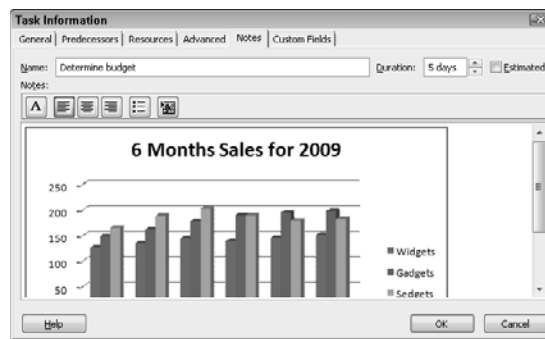 Task Information
General Predecessors Resources Advanced Notes Custom Fields
Name: Determine budget Duration: 5 days Estimated
Notes:
A
6 Months Sales for 2009
250
200
150
100
50
Widgets
Gadgets
Sedgets
Help OK Cancel